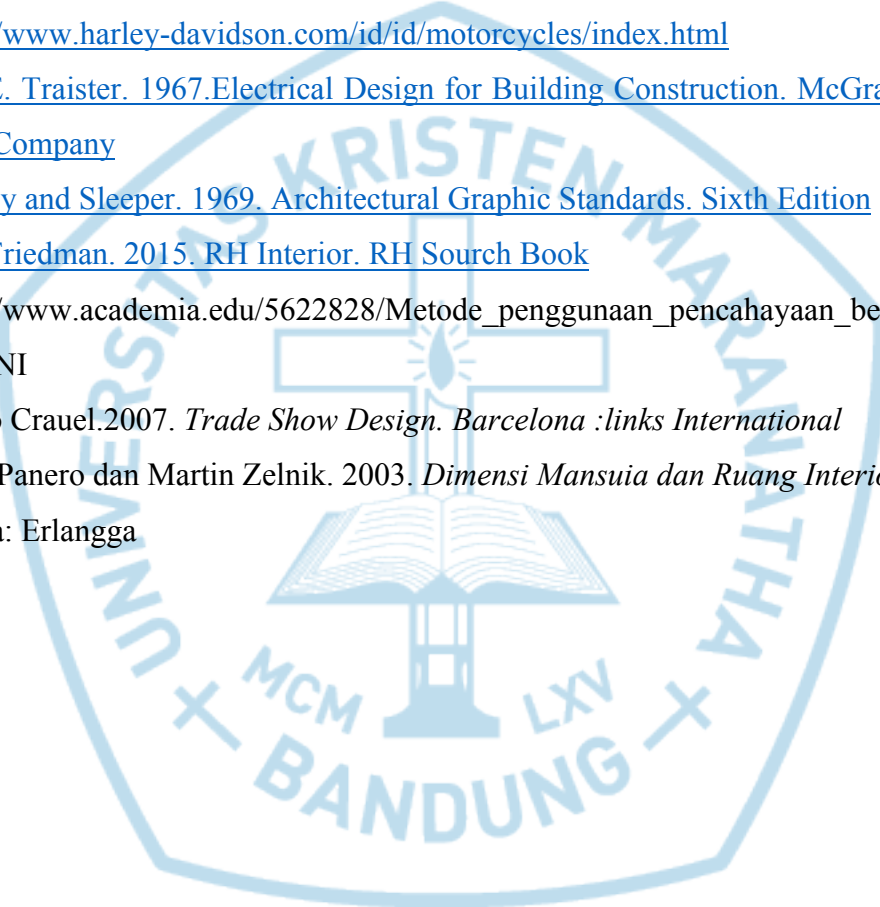 /www.harley-davidson.com/id/id/motorcycles/index.html
E. Traister. 1967.Electrical Design for Building Construction. McGra
Company
y and Sleeper. 1969. Architectural Graphic Standards. Sixth Edition
Friedman. 2015. RH Interior. RH Sourch Book
/www.academia.edu/5622828/Metode_penggunaan_pencahayaan_be
NI
Crauel.2007. Trade Show Design. Barcelona :links International
Panero dan Martin Zelnik. 2003. Dimensi Mansuia dan Ruang Interio
a: Erlangga
UNIVERSITAS KRISTEN MARANATHA
MCM LXV
BANDUNG